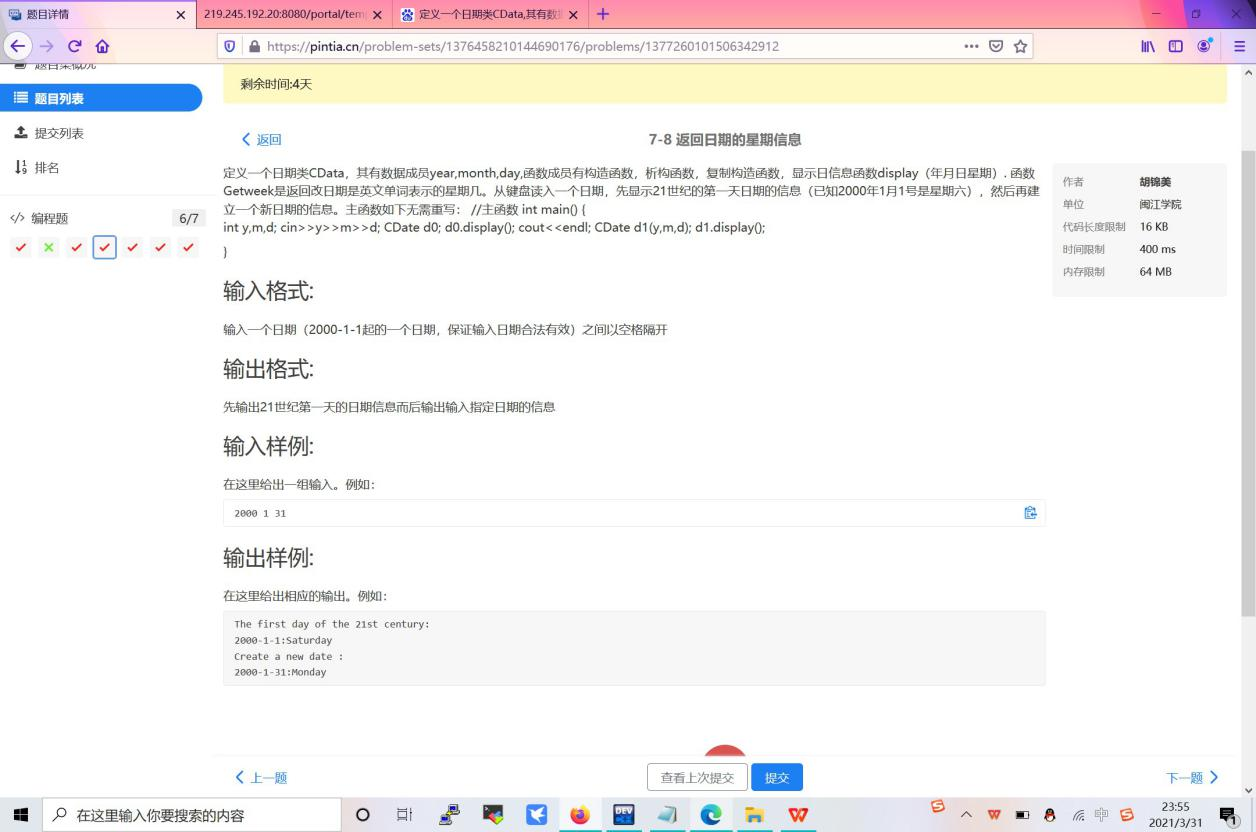 题目详情
219.245.192.20:8080/portal/tem
定义一个日期类CData,其有数据
https://pintia.cn/problem-sets/1376458210144690176/problems/1377260101506342912
题目集概况
剩余时间:4天
题目列表
提交列表
排名
编程题
6/7
返回
7-8 返回日期的星期信息
定义一个日期类CData，其有数据成员year,month,day,函数成员有构造函数，析构函数，复制构造函数，显示日信息函数display（年月日星期）. 函数
Getweek是返回改日期是英文单词表示的星期几。从键盘读入一个日期，先显示21世纪的第一天日期的信息（已知2000年1月1号是星期六），然后再建
立一个新日期的信息。主函数如下无需重写： //主函数 int main() {
int y,m,d; cin>>y>>m>>d; CDate d0; d0.display(); cout<<endl; CDate d1(y,m,d); d1.display();
}
作者 胡锦美
单位 闽江学院
代码长度限制 16 KB
时间限制 400 ms
内存限制 64 MB
输入格式:
输入一个日期（2000-1-1起的一个日期，保证输入日期合法有效）之间以空格隔开
输出格式:
先输出21世纪第一天的日期信息而后输出输入指定日期的信息
输入样例:
在这里给出一组输入。例如：
2000 1 31
输出样例:
在这里给出相应的输出。例如：
The first day of the 21st century:
2000-1-1:Saturday
Create a new date :
2000-1-31:Monday
上一题
查看上次提交
提交
下一题
在这里输入你要搜索的内容
DEV
中
23:55
2021/3/31
1